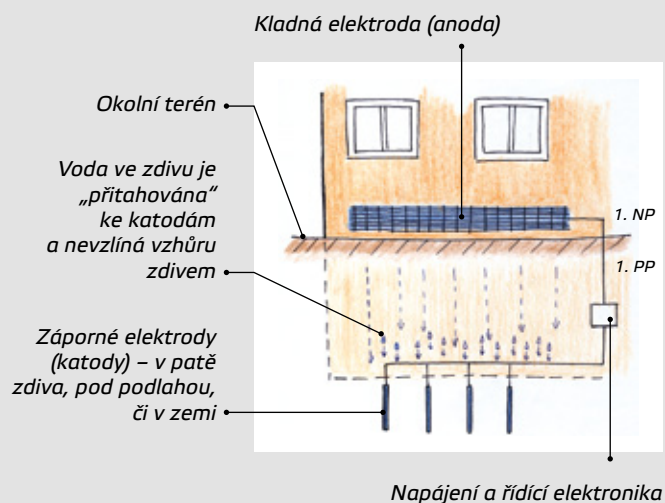 Kladná elektroda (anoda)
Okolní terén
Voda ve zdivu je
„přitahována“
ke katodám
a nevzlíná vzhůru
zdivem
1. NP
1. PP
Záporné elektrody
(katody) – v patě
zdiva, pod podlahou,
či v zemi
Napájení a řídící elektronika